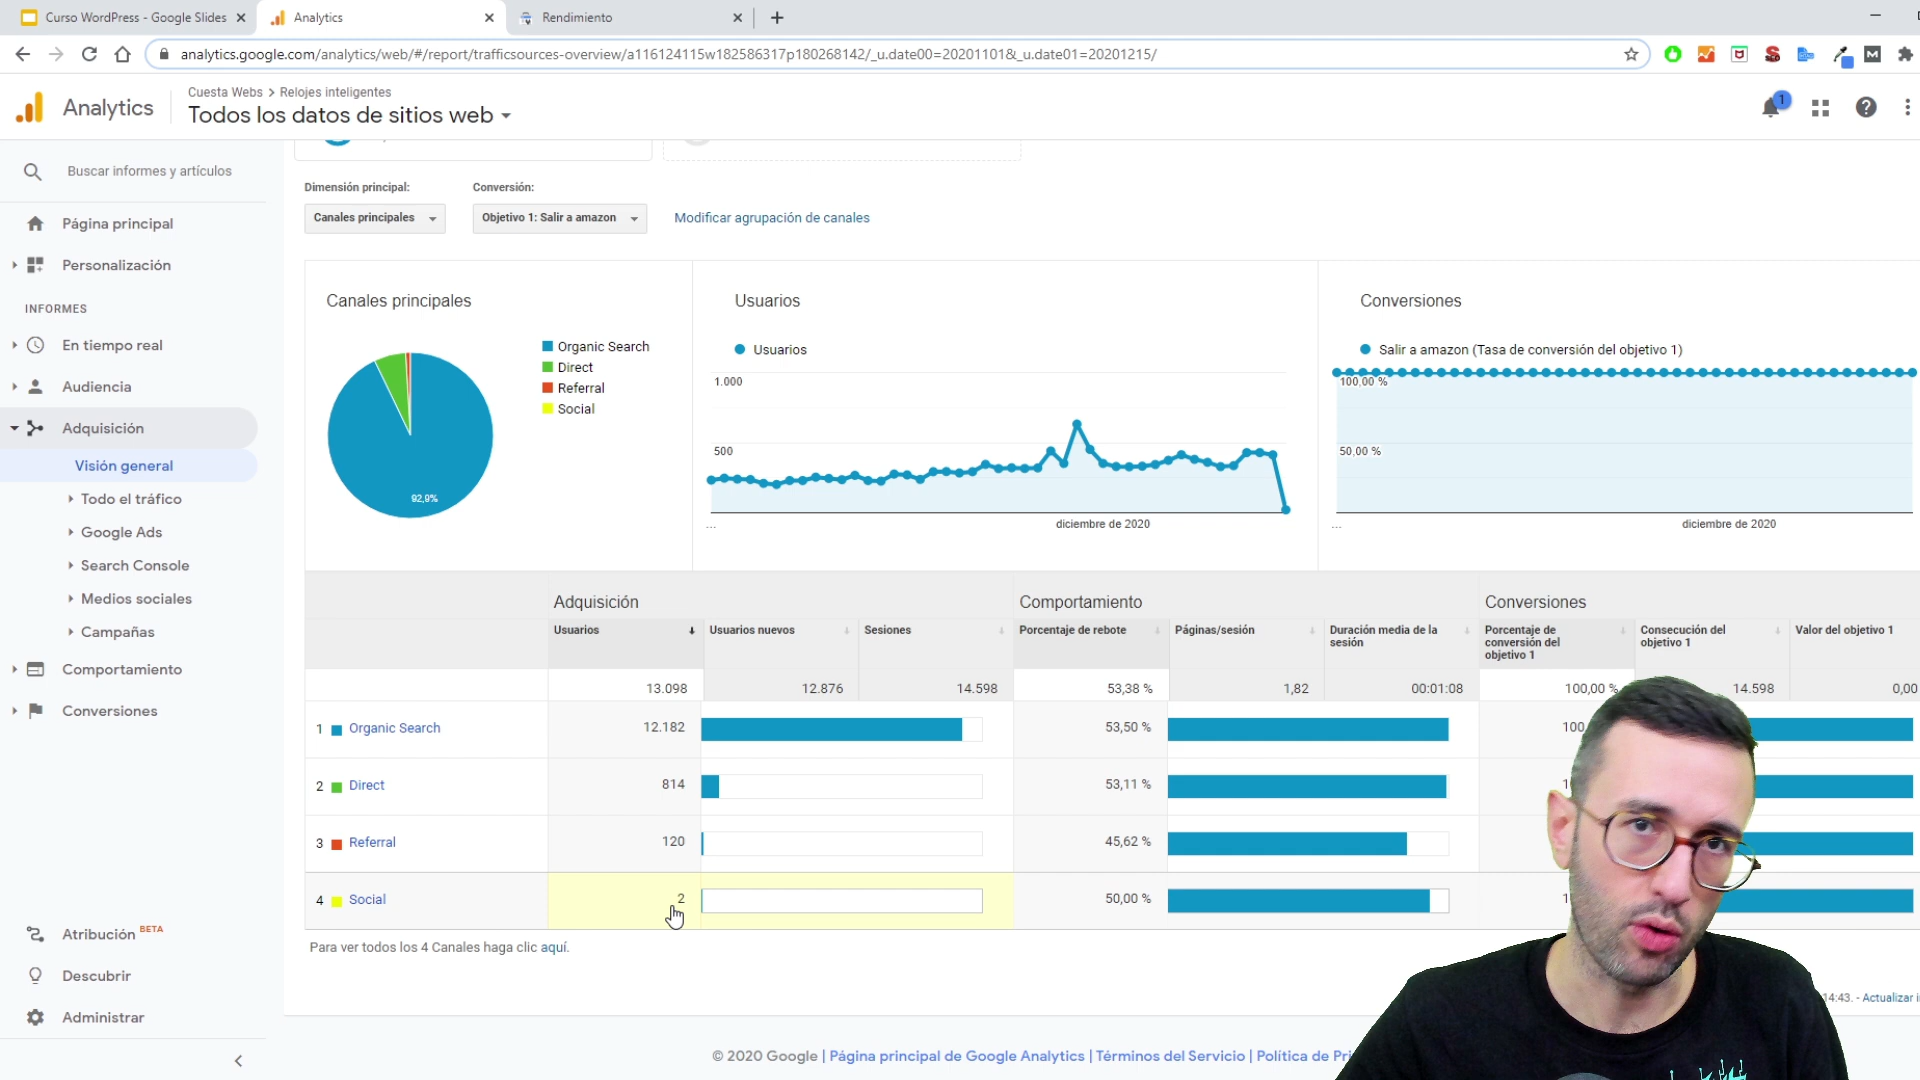 Curso WordPress - Google Slides
Analytics
Rendimiento
analytics.google.com/analytics/web/#/report/trafficsources-overview/a116124115w182586317p180268142/_u.date00=20201101&_u.date01=20201215/
Analytics
Cuesta Webs > Relojes inteligentes
Todos los datos de sitios web
1
Buscar informes y artículos
Página principal
Personalización
INFORMES
En tiempo real
Audiencia
Adquisición
Visión general
Todo el tráfico
Google Ads
Search Console
Medios sociales
Campañas
Comportamiento
Conversiones
Atribución BETA
Descubrir
Administrar
Dimensión principal:
Conversión:
Canales principales
Objetivo 1: Salir a amazon
Modificar agrupación de canales
Canales principales
Organic Search
Direct
Referral
Social
92,9%
Usuarios
Usuarios
1.000
500
...
diciembre de 2020
Conversiones
Salir a amazon (Tasa de conversión del objetivo 1)
100,00 %
50,00 %
...
diciembre de 2020
Adquisición
Comportamiento
Conversiones
Usuarios
Usuarios nuevos
Sesiones
Porcentaje de rebote
Páginas/sesión
Duración media de la sesión
Porcentaje de conversión del objetivo 1
Consecución del objetivo 1
Valor del objetivo 1
13.098
12.876
14.598
53,38 %
1,82
00:01:08
100,00 %
14.598
0,00
1 Organic Search 12.182 53,50 % 100,
2 Direct 814 53,11 %
3 Referral 120 45,62 %
4 Social 2 50,00 %
Para ver todos los 4 Canales haga clic aquí.
14:43. - Actualizar
© 2020 Google | Página principal de Google Analytics | Términos del Servicio | Política de